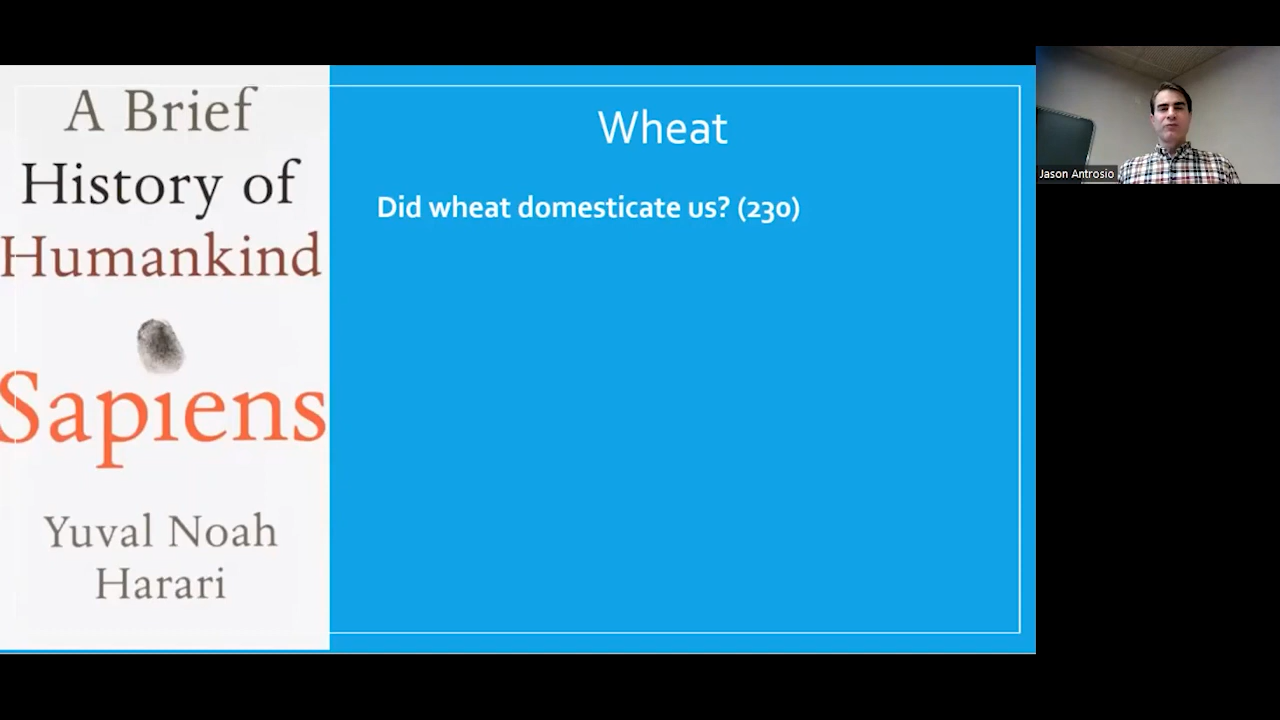 A Brief
History of
Humankind
Sapiens
Yuval Noah
Harari
Wheat
Did wheat domesticate us? (230)
Jason Antrosio